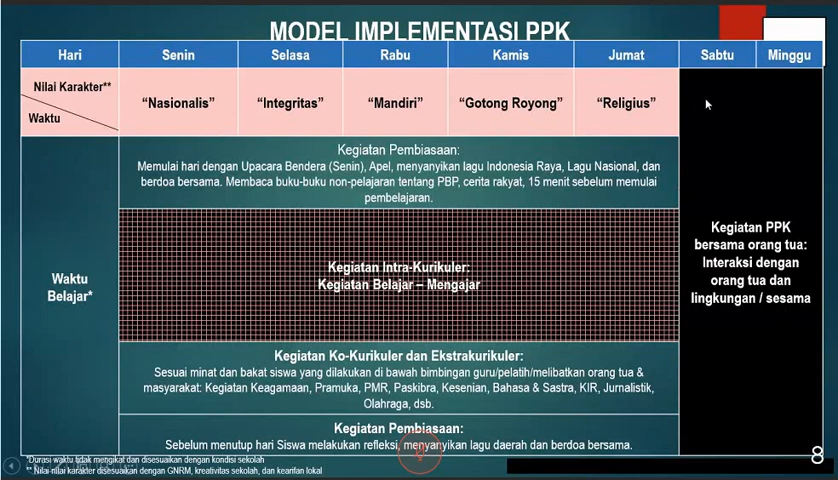 MODEL IMPLEMENTASI PPK
Hari Senin Selasa Rabu Kamis Jumat Sabtu Minggu
Nilai Karakter**
Waktu
“Nasionalis” “Integritas” “Mandiri” “Gotong Royong” “Religius”
Waktu
Belajar*
Kegiatan Pembiasaan:
Memulai hari dengan Upacara Bendera (Senin), Apel, menyanyikan lagu Indonesia Raya, Lagu Nasional, dan
berdoa bersama. Membaca buku-buku non-pelajaran tentang PBP, cerita rakyat, 15 menit sebelum memulai
pembelajaran.
Kegiatan Intra-Kurikuler:
Kegiatan Belajar – Mengajar
Kegiatan Ko-Kurikuler dan Ekstrakurikuler:
Sesuai minat dan bakat siswa yang dilakukan di bawah bimbingan guru/pelatih/melibatkan orang tua &
masyarakat: Kegiatan Keagamaan, Pramuka, PMR, Paskibra, Kesenian, Bahasa & Sastra, KIR, Jurnalistik,
Olahraga, dsb.
Kegiatan Pembiasaan:
Sebelum menutup hari Siswa melakukan refleksi, menyanyikan lagu daerah dan berdoa bersama.
Kegiatan PPK
bersama orang tua:
Interaksi dengan
orang tua dan
lingkungan / sesama
*Durasi waktu tidak mengikat dan disesuaikan dengan kondisi sekolah
** Nilai-nilai karakter disesuaikan dengan GNRM, kreativitas sekolah, dan kearifan lokal
8